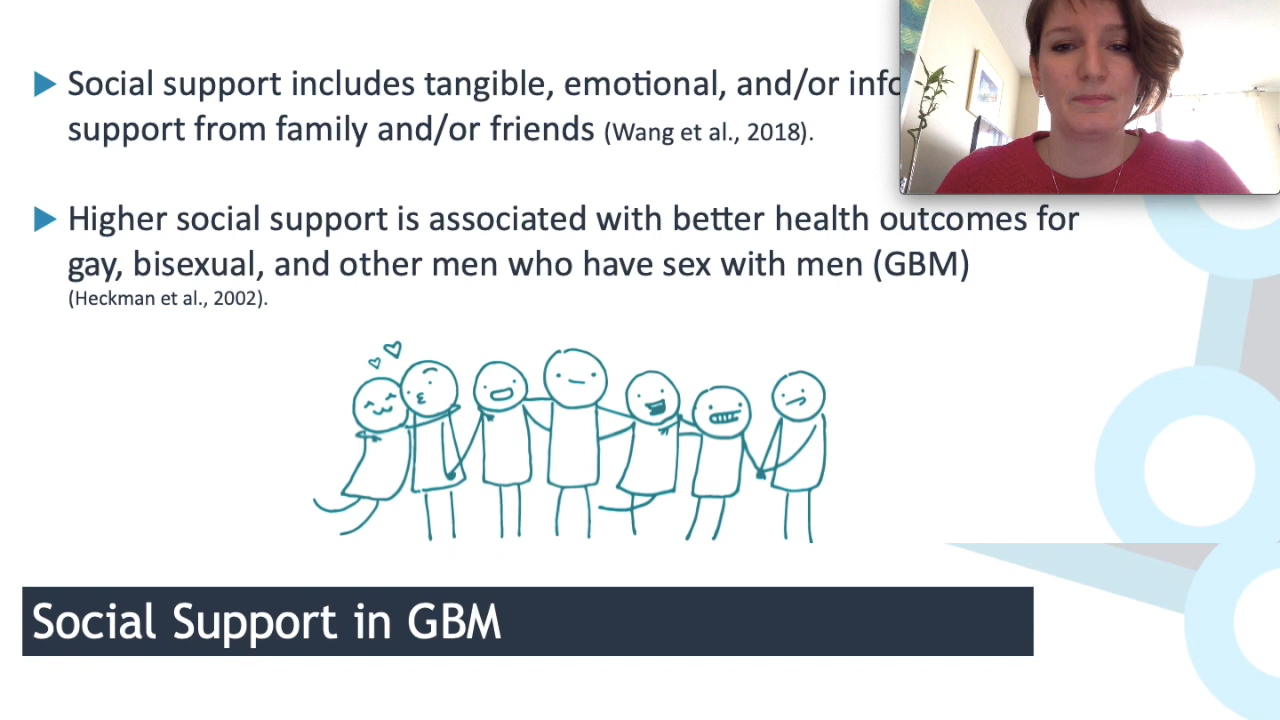 Social support includes tangible, emotional, and/or info
support from family and/or friends (Wang et al., 2018).
Higher social support is associated with better health outcomes for
gay, bisexual, and other men who have sex with men (GBM)
(Heckman et al., 2002).
Social Support in GBM